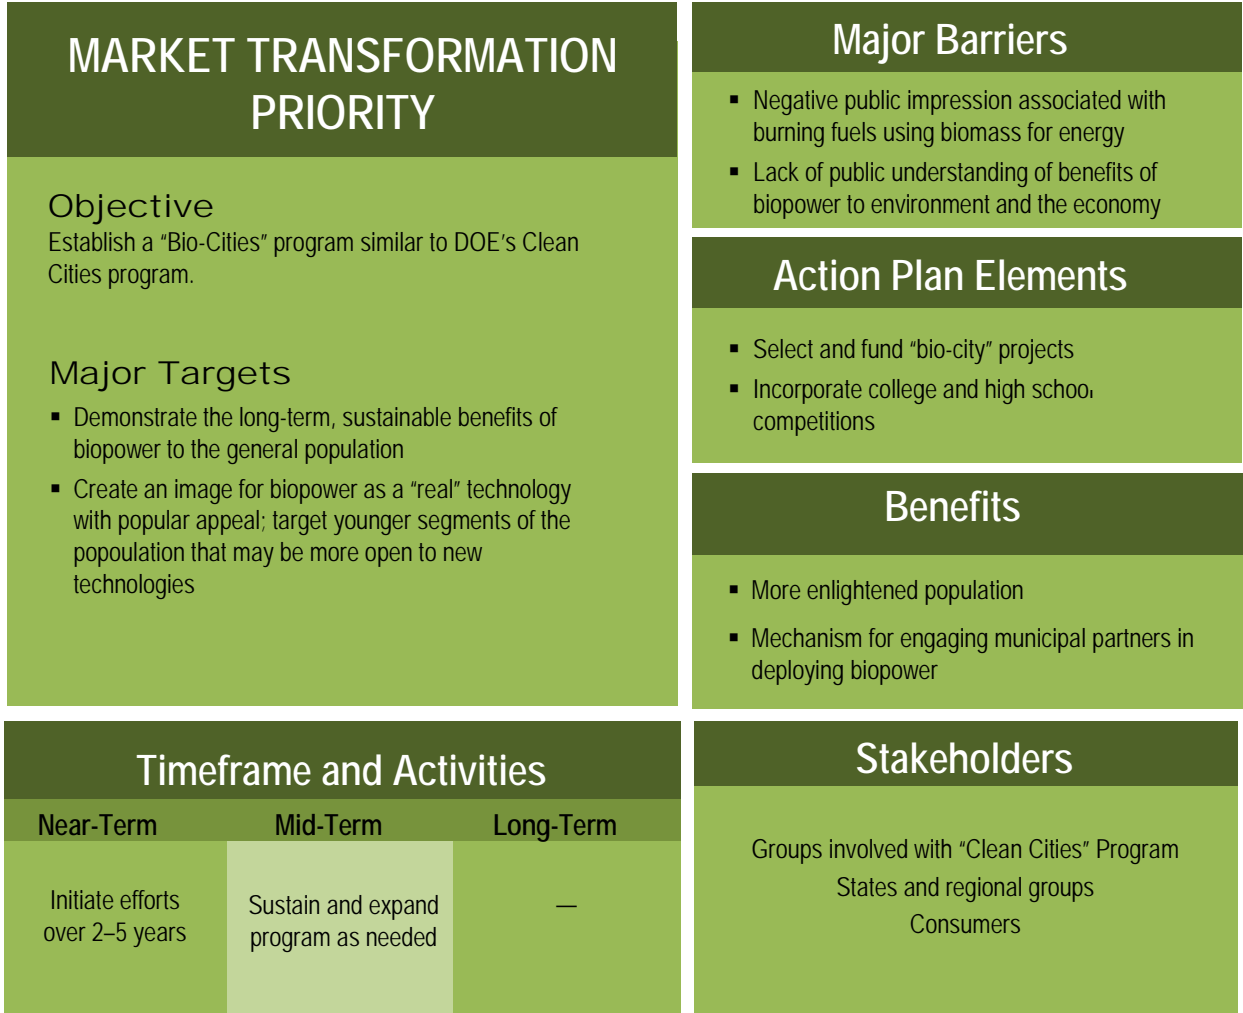 MARKET TRANSFORMATION
PRIORITY
Objective
Establish a “Bio-Cities” program similar to DOE’s Clean
Cities program.
Major Targets
▪ Demonstrate the long-term, sustainable benefits of
biopower to the general population
▪ Create an image for biopower as a “real” technology
with popular appeal; target younger segments of the
popoulation that may be more open to new
technologies
Major Barriers
▪ Negative public impression associated with
burning fuels using biomass for energy
▪ Lack of public understanding of benefits of
biopower to environment and the economy
Action Plan Elements
▪ Select and fund “bio-city” projects
▪ Incorporate college and high school
competitions
Benefits
▪ More enlightened population
▪ Mechanism for engaging municipal partners in
deploying biopower
Timeframe and Activities
Near-Term Mid-Term Long-Term
Initiate efforts
over 2–5 years
Sustain and expand
program as needed
—
Stakeholders
Groups involved with “Clean Cities” Program
States and regional groups
Consumers